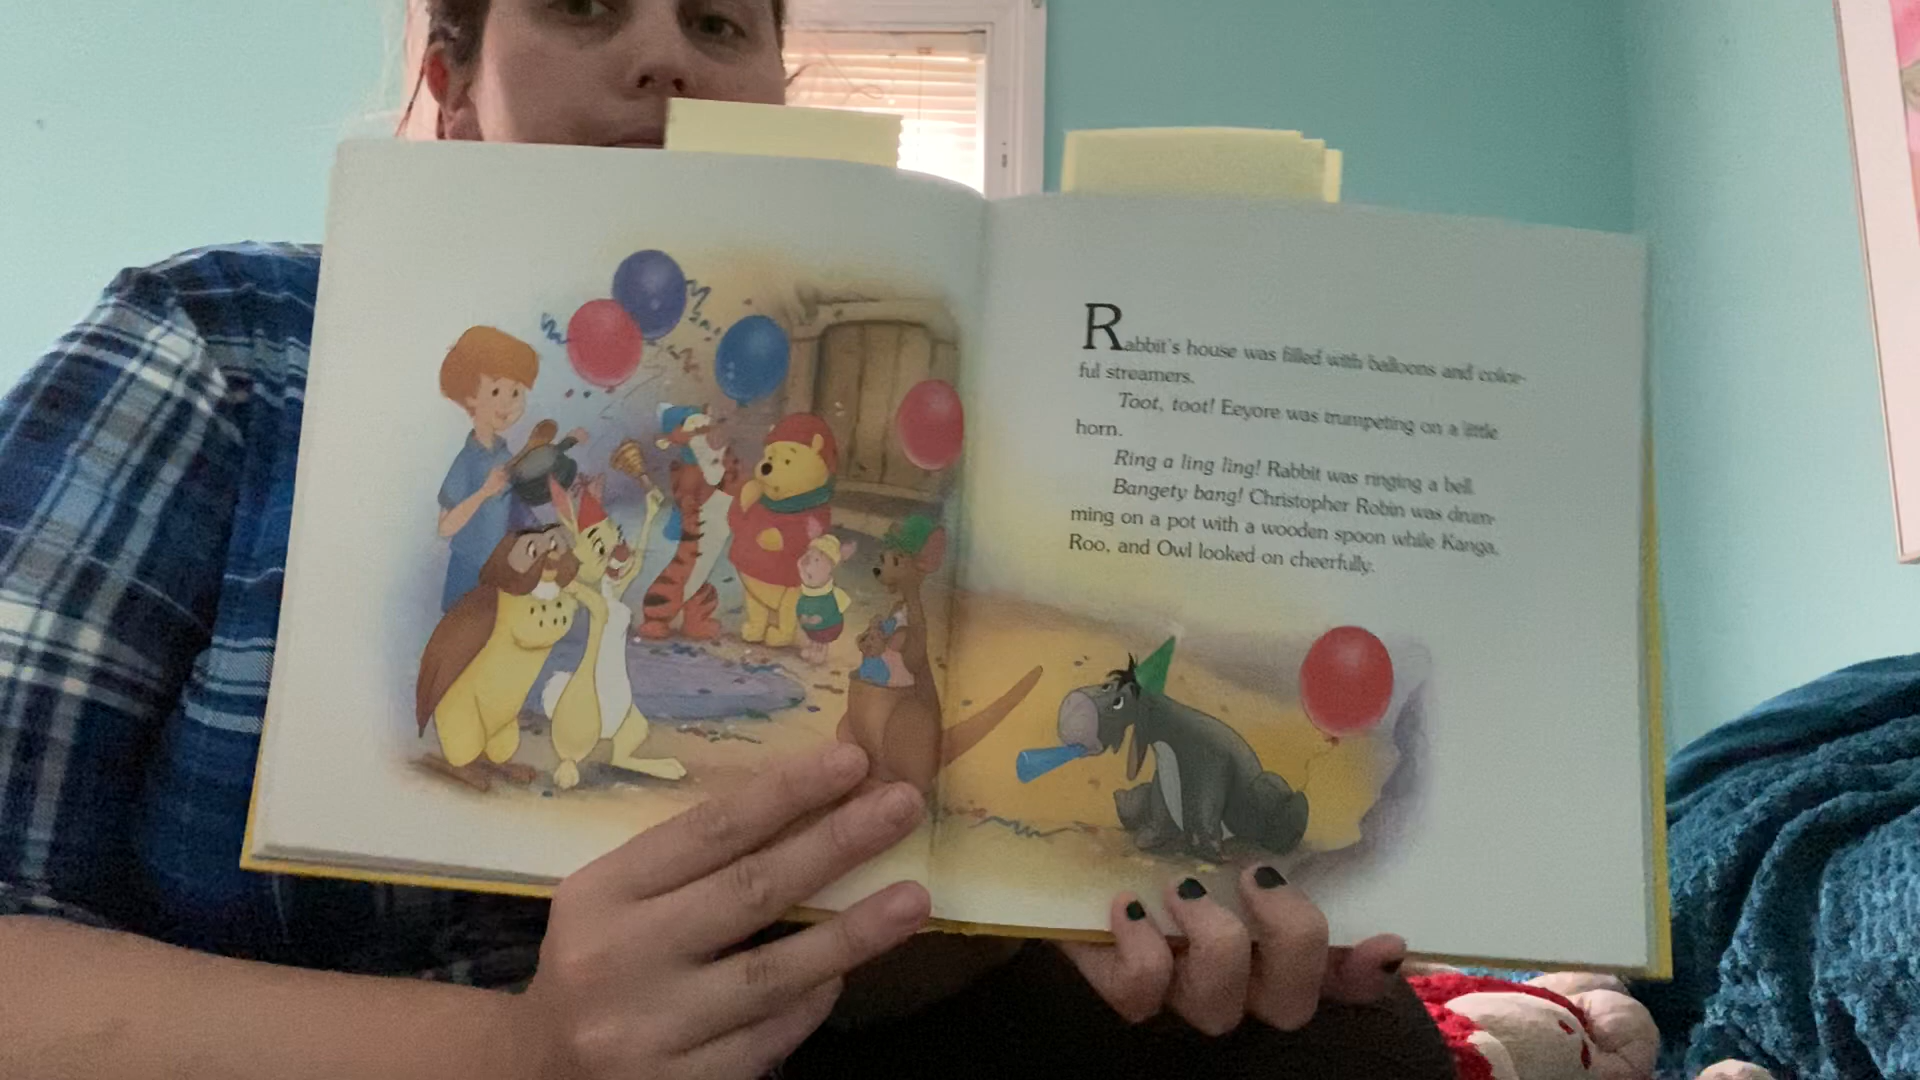 Rabbit's house was filled with balloons and color-
ful streamers.
Toot, toot! Eeyore was trumpeting on a little
horn.
Ring a ling ling! Rabbit was ringing a bell.
Bangety bang! Christopher Robin was drum-
ming on a pot with a wooden spoon while Kanga,
Roo, and Owl looked on cheerfully.